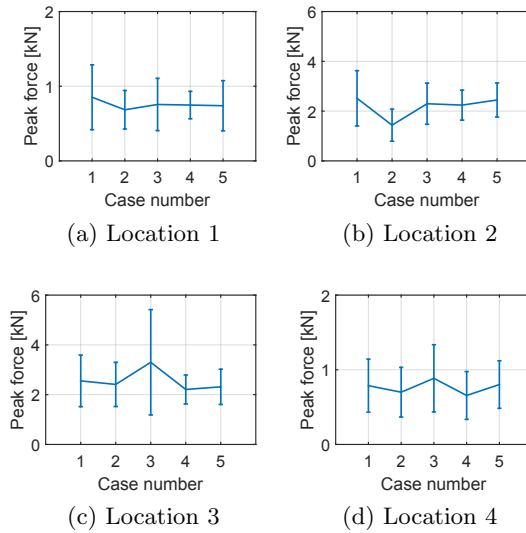 Peak force [kN]
2
1
0
1 2 3 4 5
Case number
(a) Location 1
Peak force [kN]
6
4
2
0
1 2 3 4 5
Case number
(b) Location 2
Peak force [kN]
6
4
2
0
1 2 3 4 5
Case number
(c) Location 3
Peak force [kN]
2
1
0
1 2 3 4 5
Case number
(d) Location 4